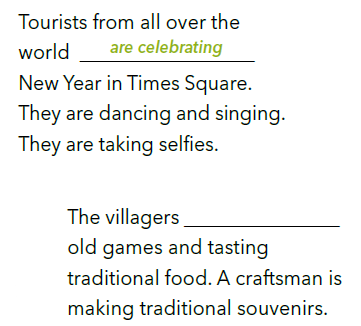 Tourists from all over the
world are celebrating
New Year in Times Square.
They are dancing and singing.
They are taking selfies.
The villagers ________________
old games and tasting
traditional food. A craftsman is
making traditional souvenirs.